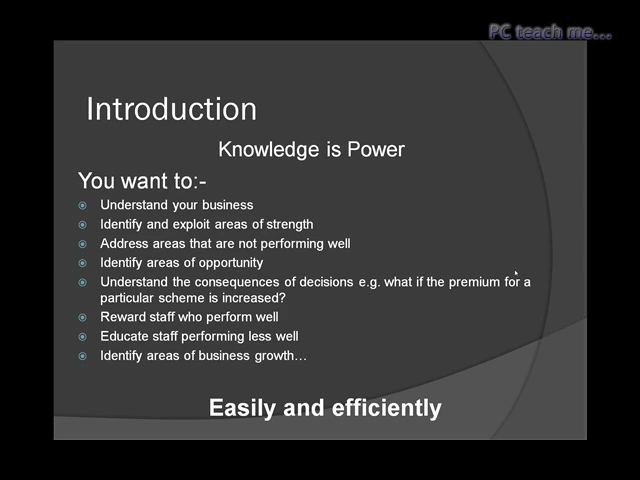 PC teach me...
Introduction
Knowledge is Power
You want to:-
Understand your business
Identify and exploit areas of strength
Address areas that are not performing well
Identify areas of opportunity
Understand the consequences of decisions e.g. what if the premium for a
particular scheme is increased?
Reward staff who perform well
Educate staff performing less well
Identify areas of business growth…
Easily and efficiently